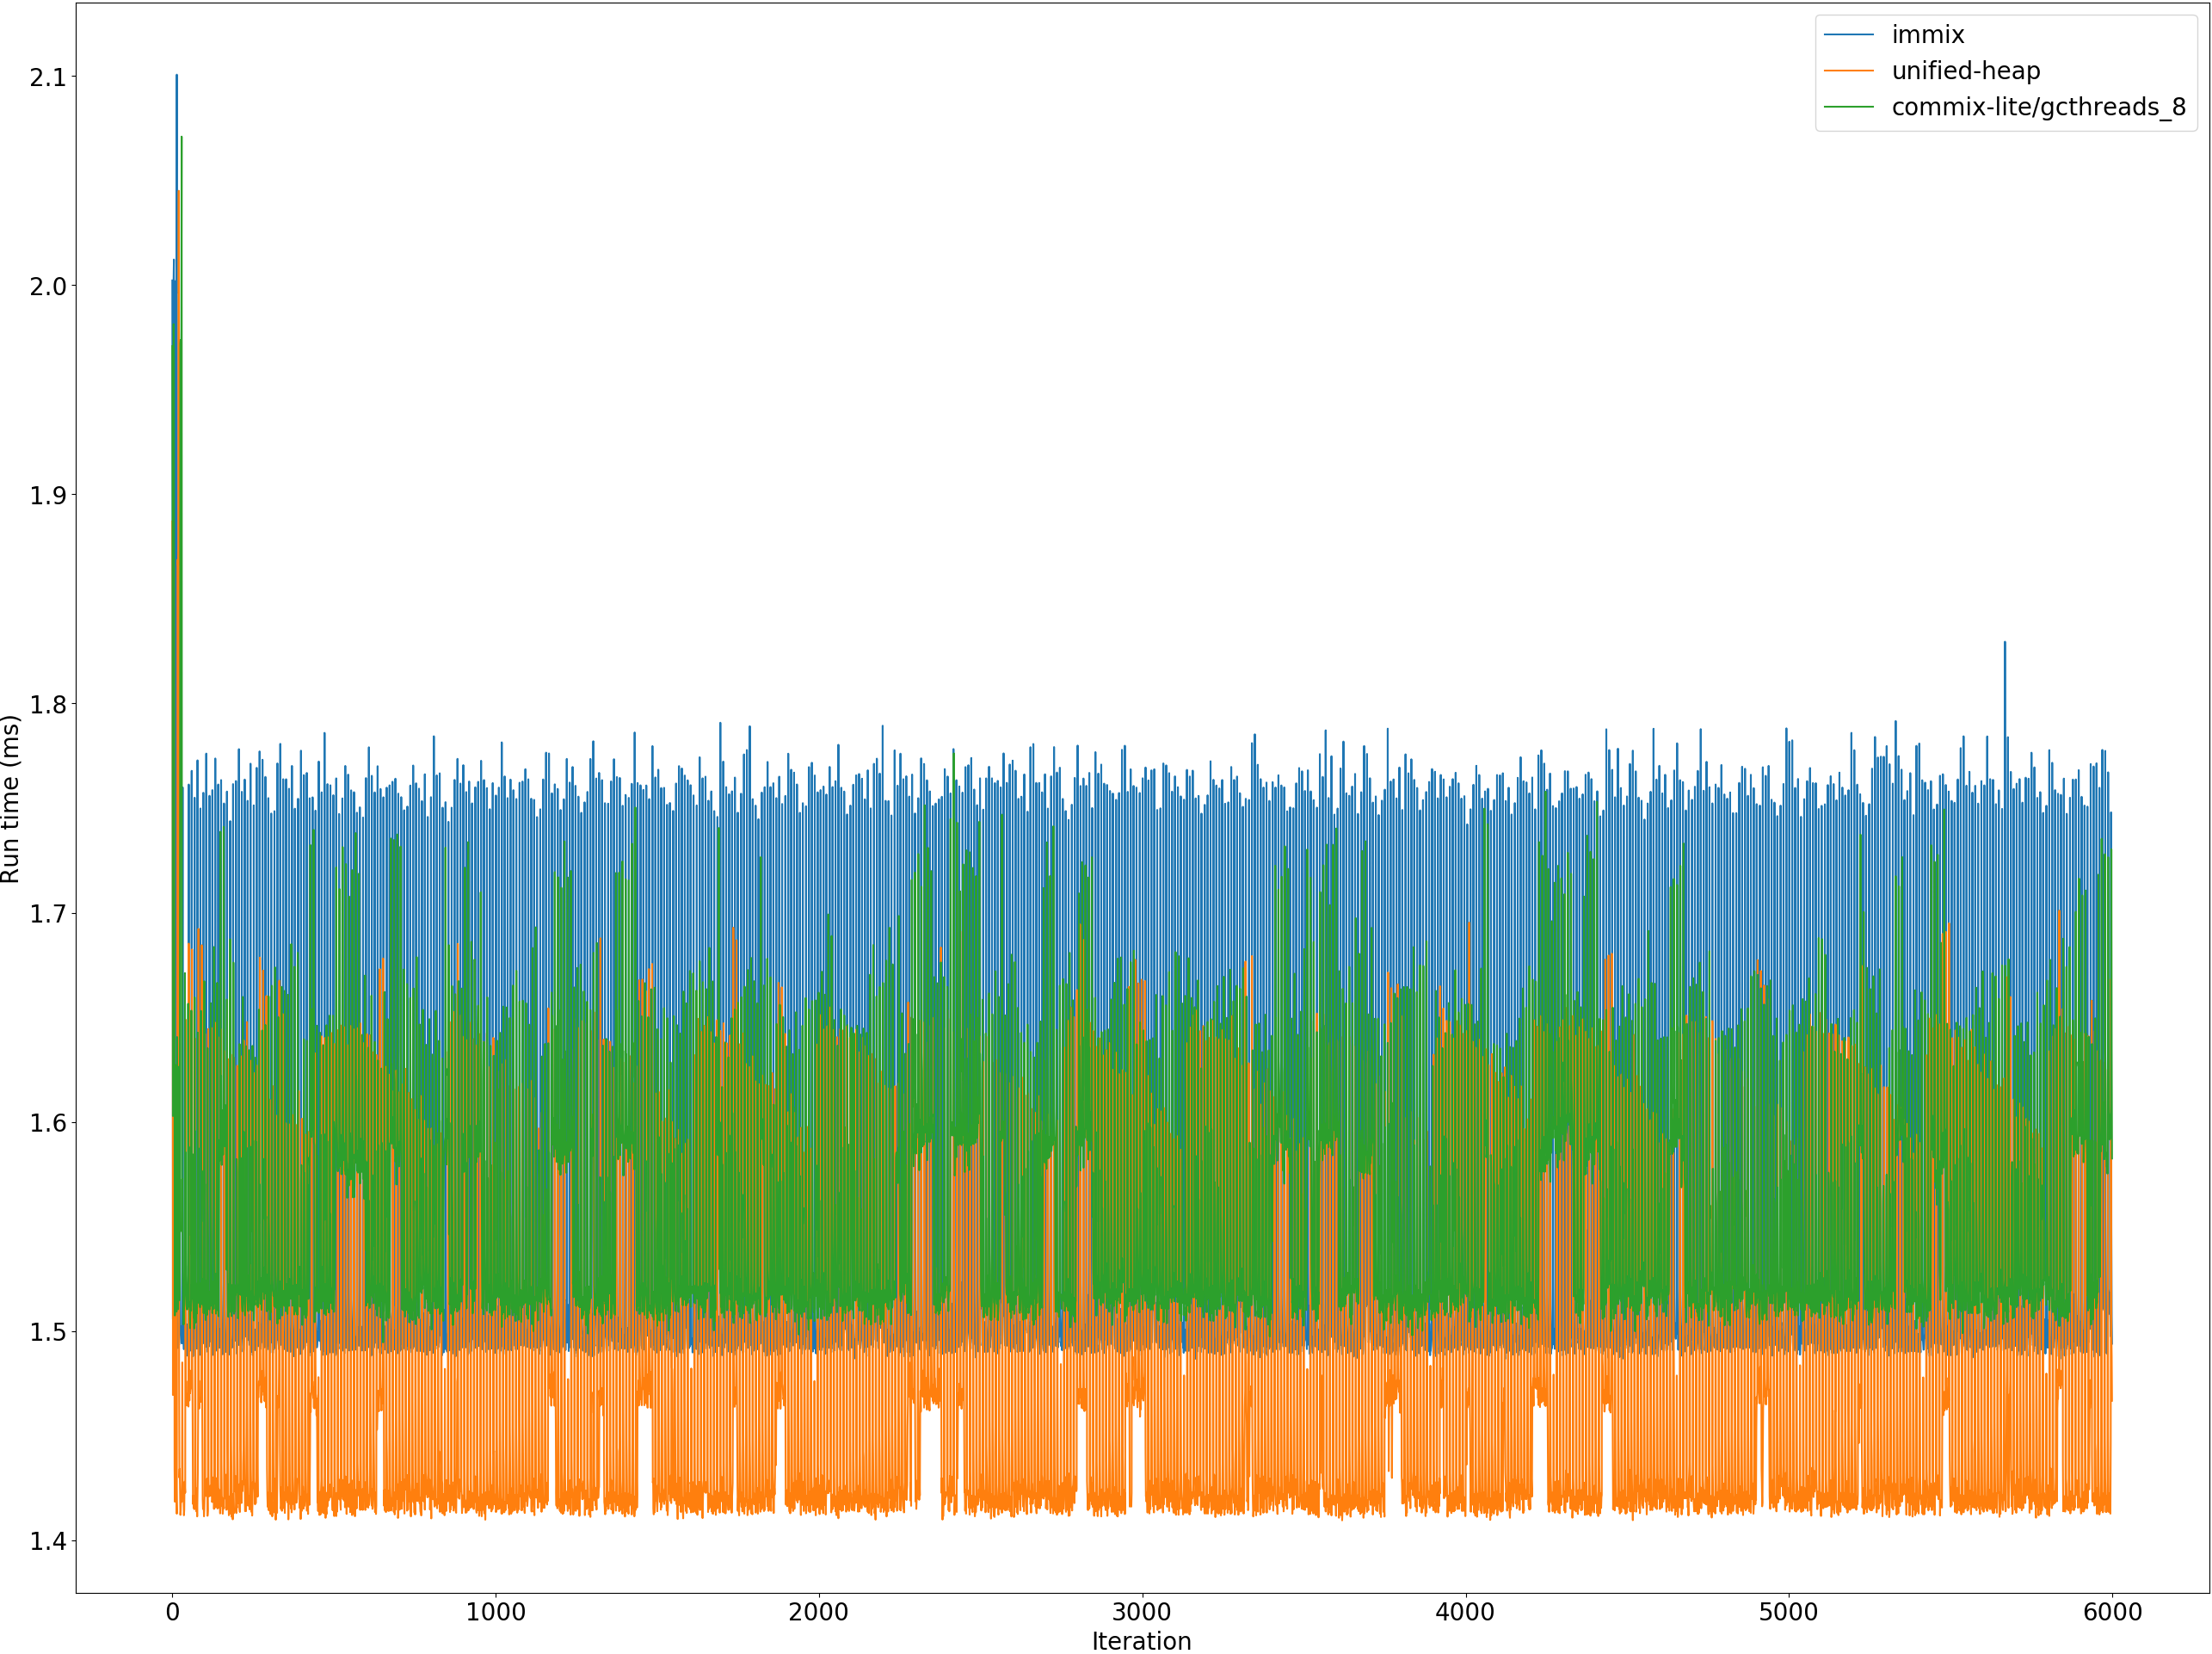 immix
unified-heap
commix-lite/gcthreads_8
Run time (ms)
2.1
2.0
1.9
1.8
1.7
1.6
1.5
1.4
0 1000 2000 3000 4000 5000 6000
Iteration